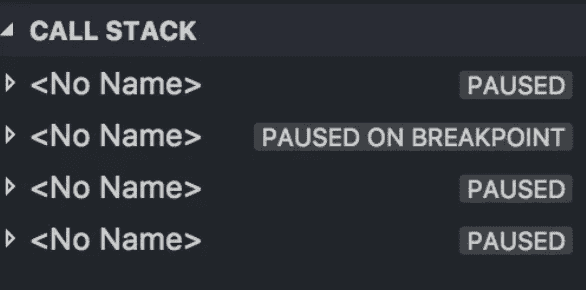 CALL STACK
<No Name> PAUSED
<No Name> PAUSED ON BREAKPOINT
<No Name> PAUSED
<No Name> PAUSED